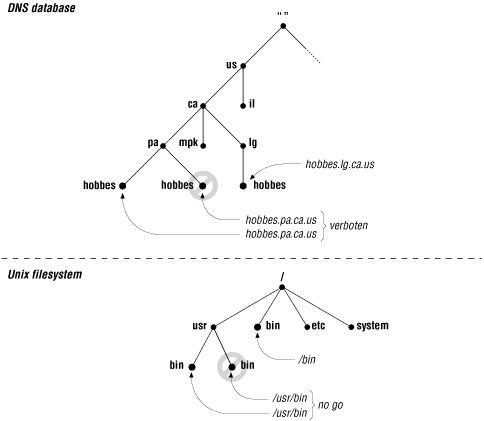 DNS database
" "
us
ca
il
pa
mpk
lg
hobbes
hobbes
hobbes
hobbes.lg.ca.us
hobbes.pa.ca.us
hobbes.pa.ca.us
verboten
Unix filesystem
/
usr
bin
etc
system
bin
bin
/bin
/usr/bin
/usr/bin
no go